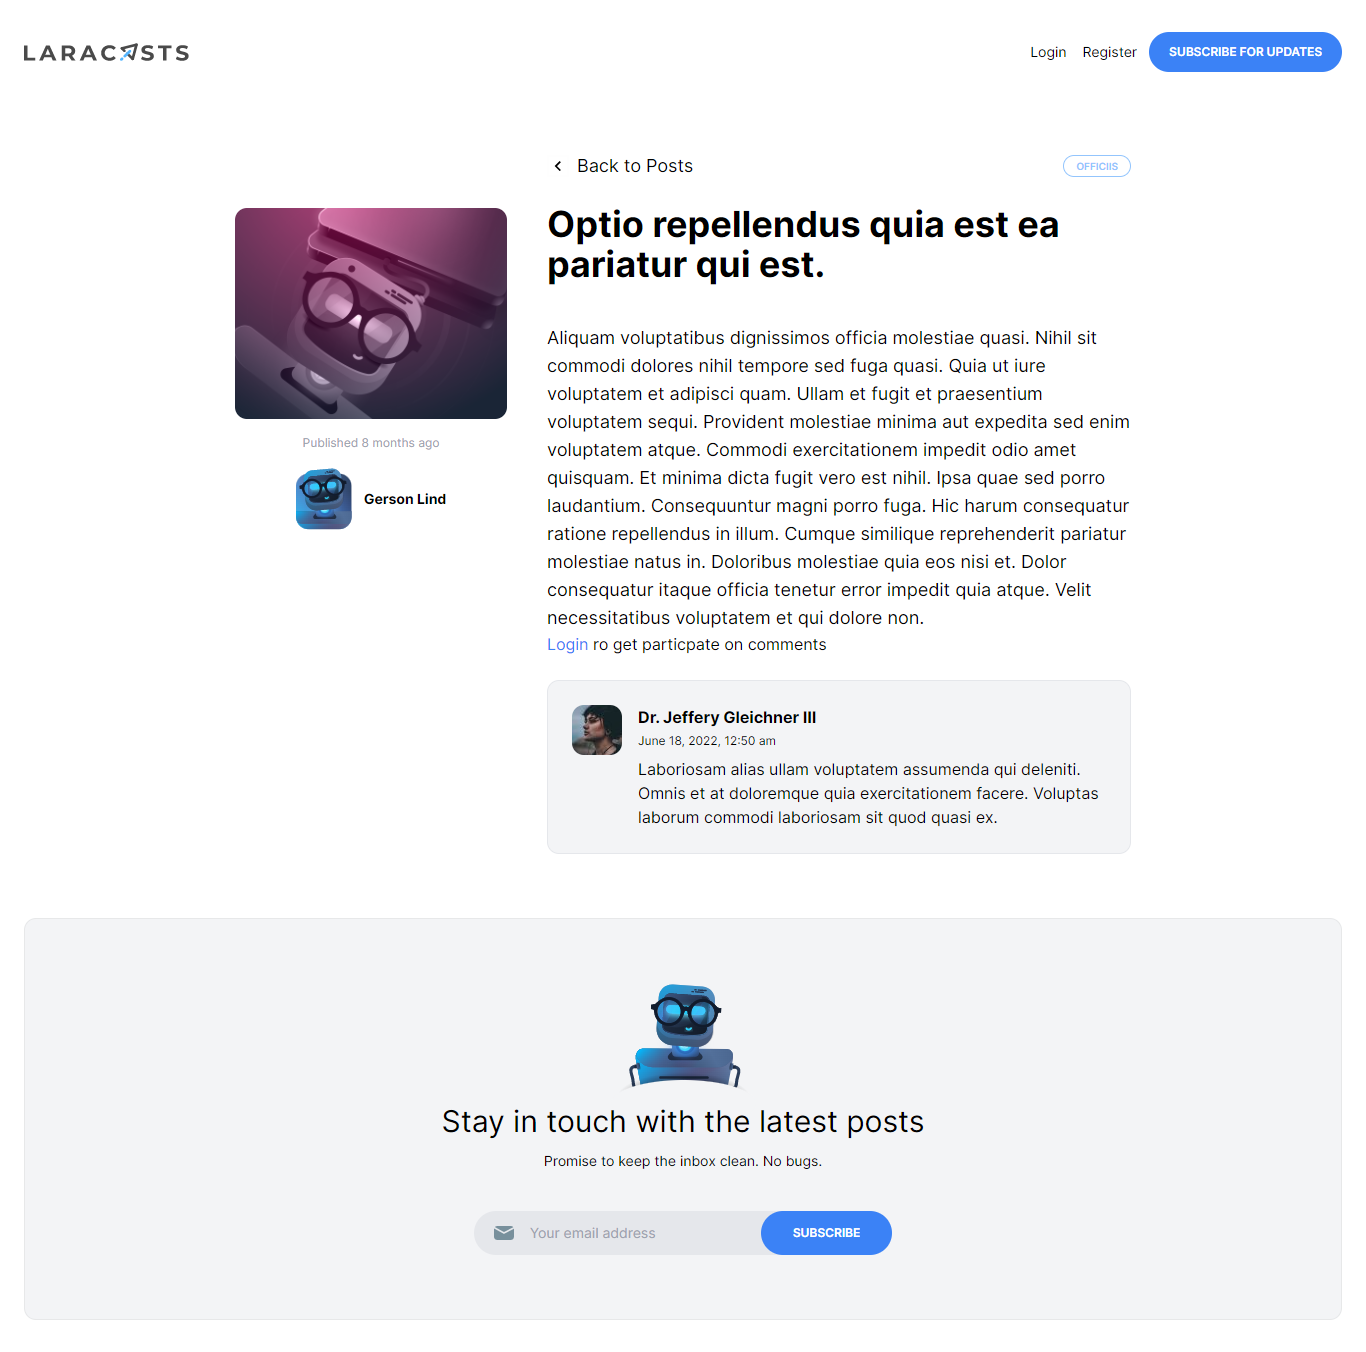 LARACASTS
Login Register SUBSCRIBE FOR UPDATES
Back to Posts OFFICIIS
Optio repellendus quia est ea
pariatur qui est.
Published 8 months ago
Gerson Lind
Aliquam voluptatibus dignissimos officia molestiae quasi. Nihil sit
commodi dolores nihil tempore sed fuga quasi. Quia ut iure
voluptatem et adipisci quam. Ullam et fugit et praesentium
voluptatem sequi. Provident molestiae minima aut expedita sed enim
voluptatem atque. Commodi exercitationem impedit odio amet
quisquam. Et minima dicta fugit vero est nihil. Ipsa quae sed porro
laudantium. Consequuntur magni porro fuga. Hic harum consequatur
ratione repellendus in illum. Cumque similique reprehenderit pariatur
molestiae natus in. Doloribus molestiae quia eos nisi et. Dolor
consequatur itaque officia tenetur error impedit quia atque. Velit
necessitatibus voluptatem et qui dolore non.
Login ro get particpate on comments
Dr. Jeffery Gleichner III
June 18, 2022, 12:50 am
Laboriosam alias ullam voluptatem assumenda qui deleniti.
Omnis et at doloremque quia exercitationem facere. Voluptas
laborum commodi laboriosam sit quod quasi ex.
Stay in touch with the latest posts
Promise to keep the inbox clean. No bugs.
Your email address SUBSCRIBE